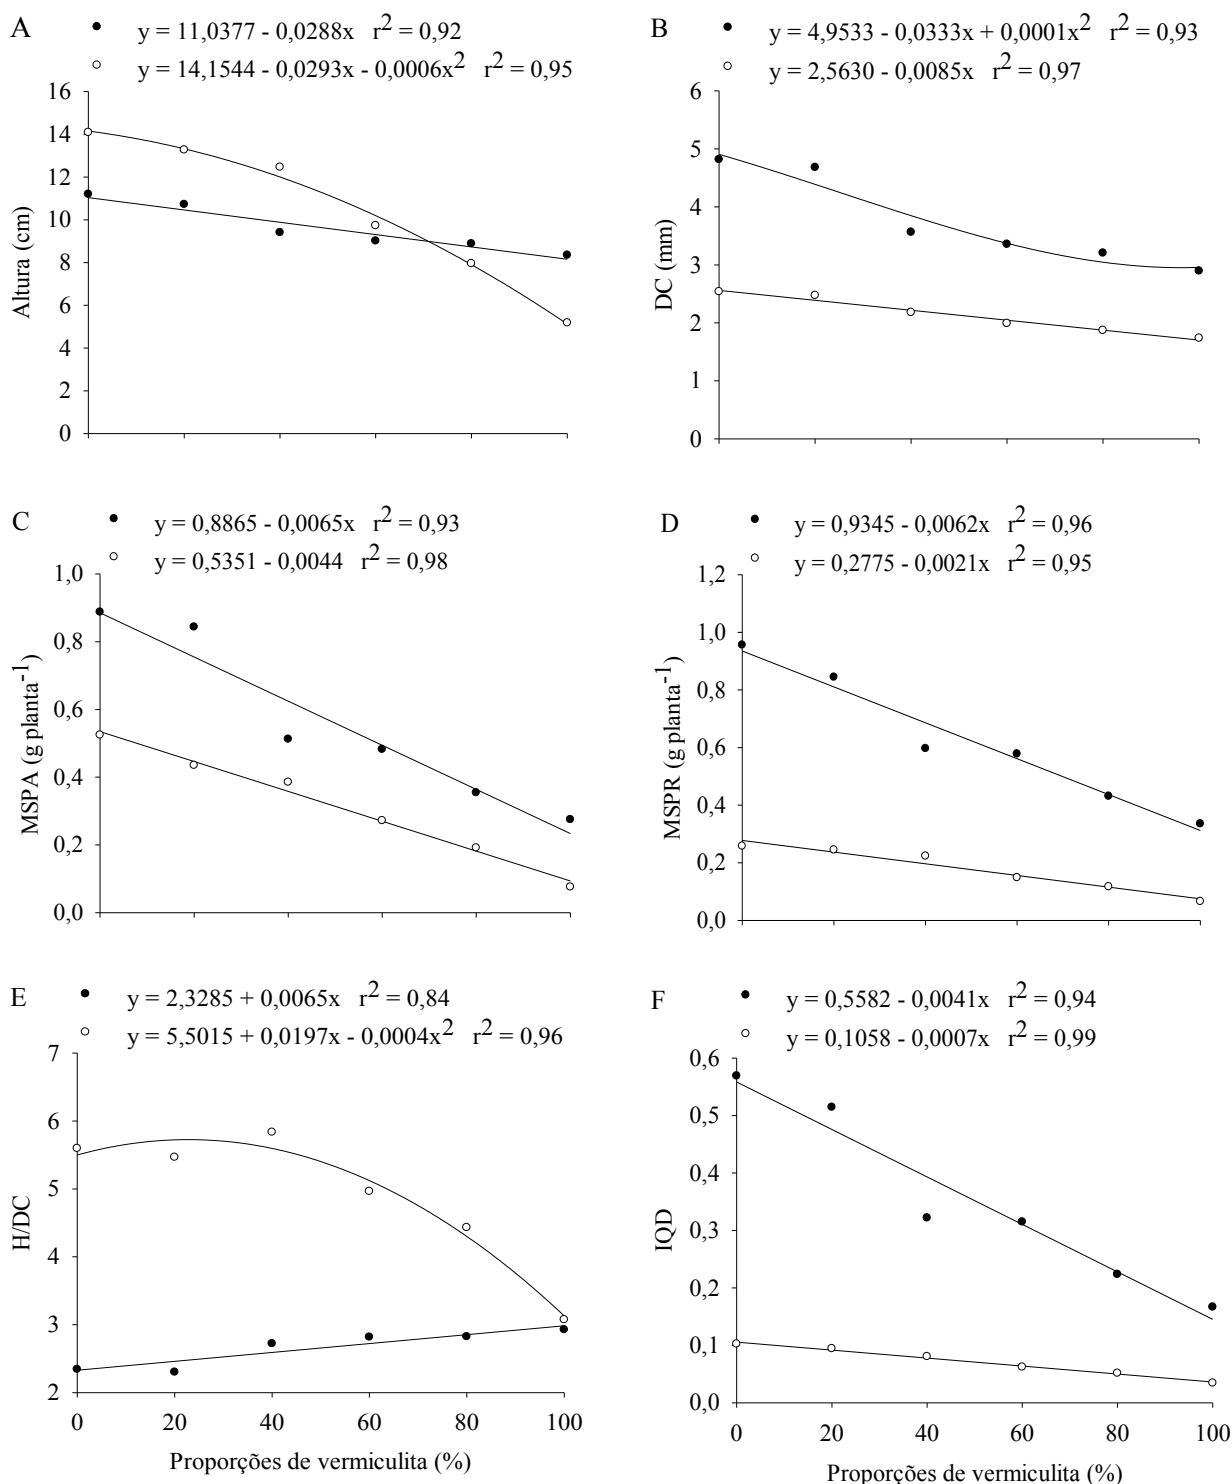 A
y = 11,0377 - 0,0288x r² = 0,92
y = 14,1544 - 0,0293x - 0,0006x² r² = 0,95
16
14
12
10
8
6
4
2
0
Altura (cm)
B
y = 4,9533 - 0,0333x + 0,0001x² r² = 0,93
y = 2,5630 - 0,0085x r² = 0,97
6
5
4
3
2
1
0
DC (mm)
C
y = 0,8865 - 0,0065x r² = 0,93
y = 0,5351 - 0,0044 r² = 0,98
1,0
0,8
0,6
0,4
0,2
0,0
MSPA (g planta⁻¹)
D
y = 0,9345 - 0,0062x r² = 0,96
y = 0,2775 - 0,0021x r² = 0,95
1,2
1,0
0,8
0,6
0,4
0,2
0,0
MSPR (g planta⁻¹)
E
y = 2,3285 + 0,0065x r² = 0,84
y = 5,5015 + 0,0197x - 0,0004x² r² = 0,96
7
6
5
4
3
2
H/DC
0 20 40 60 80 100
Proporções de vermiculita (%)
F
y = 0,5582 - 0,0041x r² = 0,94
y = 0,1058 - 0,0007x r² = 0,99
0,6
0,5
0,4
0,3
0,2
0,1
0,0
IQD
0 20 40 60 80 100
Proporções de vermiculita (%)